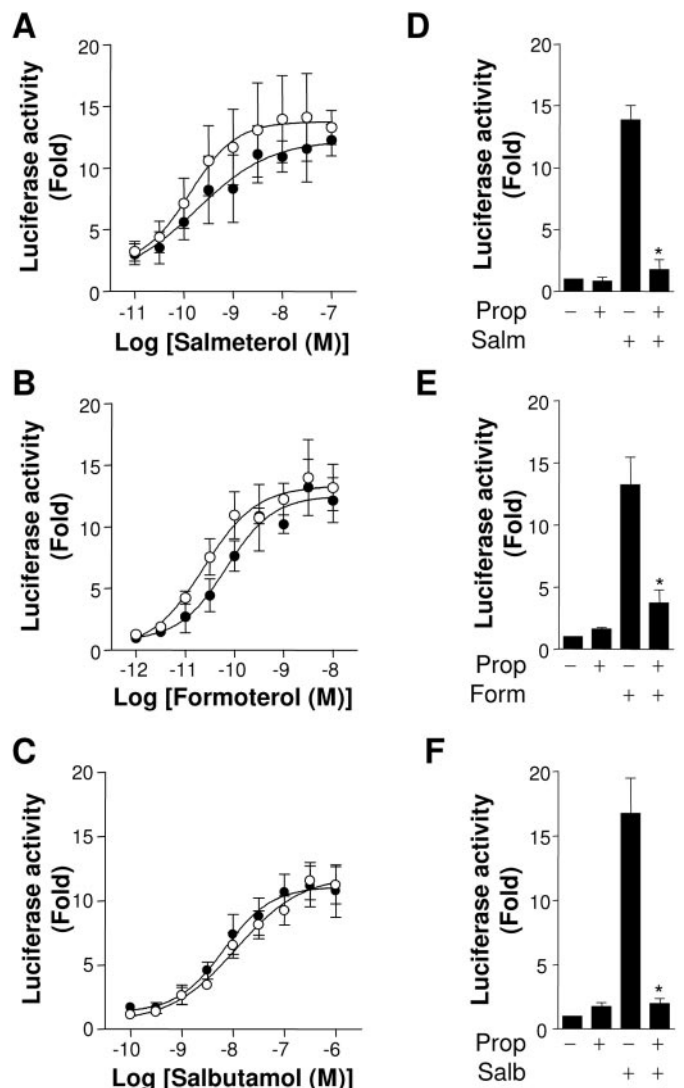 A
Luciferase activity
(Fold)
20
15
10
5
0
-11 -10 -9 -8 -7
Log [Salmeterol (M)]
D
Luciferase activity
(Fold)
20
15
10
5
0
Prop − + − +
Salm + +
B
Luciferase activity
(Fold)
20
15
10
5
0
-12 -11 -10 -9 -8
Log [Formoterol (M)]
E
Luciferase activity
(Fold)
20
15
10
5
0
*
Prop − + − +
Form + +
C
Luciferase activity
(Fold)
20
15
10
5
0
-10 -9 -8 -7 -6
Log [Salbutamol (M)]
F
Luciferase activity
(Fold)
20
15
10
5
0
*
Prop − + − +
Salb + +